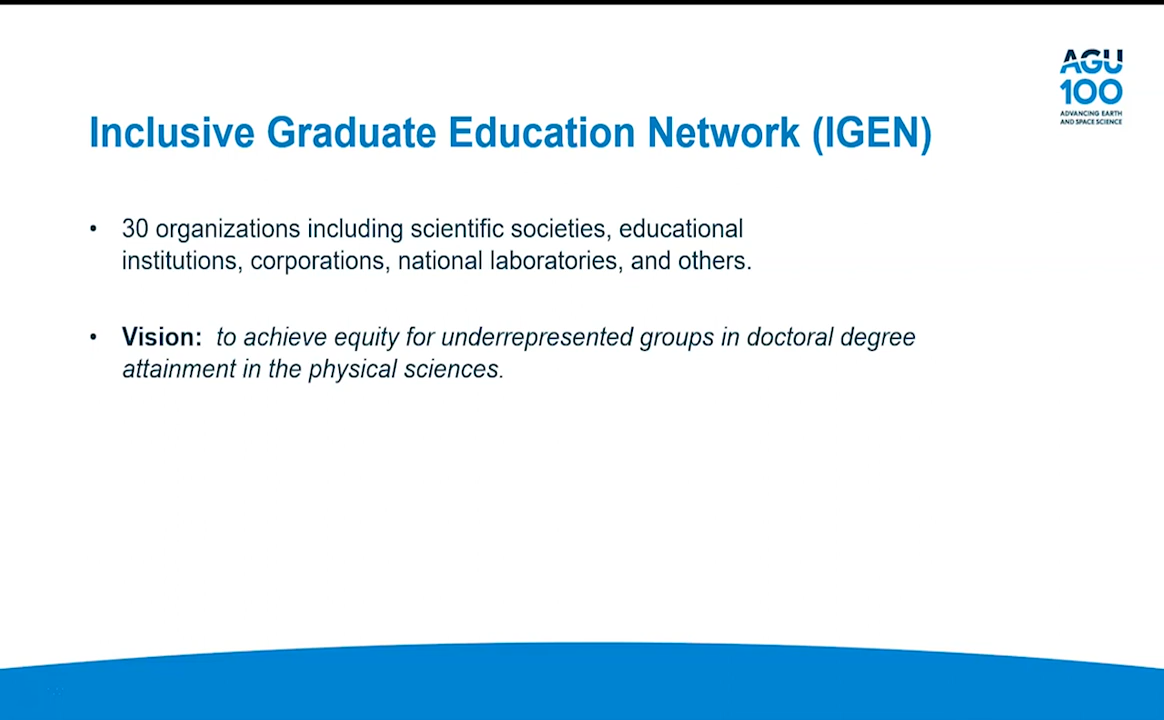 AGU
100
ADVANCING EARTH
AND SPACE SCIENCE
Inclusive Graduate Education Network (IGEN)
• 30 organizations including scientific societies, educational
institutions, corporations, national laboratories, and others.
• Vision: to achieve equity for underrepresented groups in doctoral degree
attainment in the physical sciences.